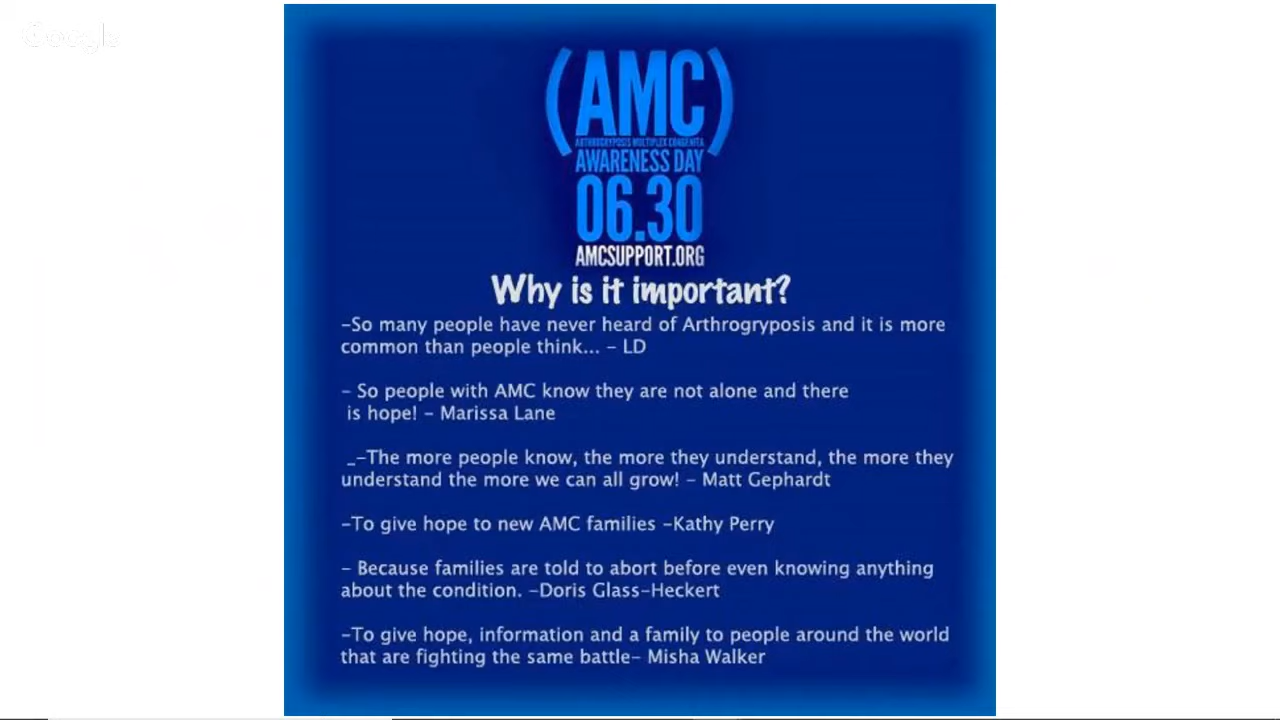 Google
(AMC)
ARTHROGRYPOSIS MULTIPLEX CONGENITA
AWARENESS DAY
06.30
AMCSUPPORT.ORG
Why is it important?
-So many people have never heard of Arthrogryposis and it is more
common than people think... - LD
- So people with AMC know they are not alone and there
is hope! - Marissa Lane
_-The more people know, the more they understand, the more they
understand the more we can all grow! - Matt Gephardt
-To give hope to new AMC families -Kathy Perry
- Because families are told to abort before even knowing anything
about the condition. -Doris Glass-Heckert
-To give hope, information and a family to people around the world
that are fighting the same battle- Misha Walker